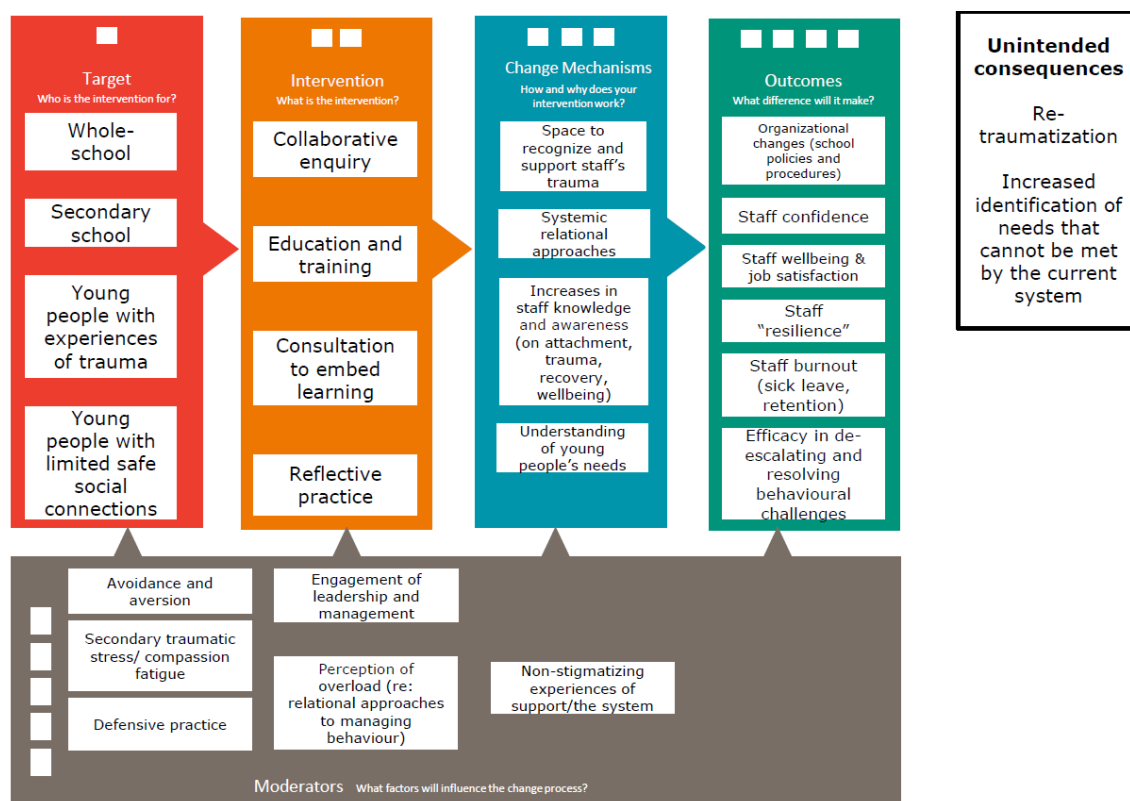 Target
Who is the intervention for?
Whole-
school
Secondary
school
Young
people with
experiences
of trauma
Young
people with
limited safe
social
connections
Intervention
What is the intervention?
Collaborative
enquiry
Education and
training
Consultation
to embed
learning
Reflective
practice
Change Mechanisms
How and why does your
intervention work?
Space to
recognize and
support staff's
trauma
Systemic
relational
approaches
Increases in
staff knowledge
and awareness
(on attachment,
trauma,
recovery,
wellbeing)
Understanding
of young
people's needs
Outcomes
What difference will it make?
Organizational
changes (school
policies and
procedures)
Staff confidence
Staff wellbeing &
job satisfaction
Staff
“resilience”
Staff burnout
(sick leave,
retention)
Efficacy in de-
escalating and
resolving
behavioural
challenges
Unintended
consequences
Re-
traumatization
Increased
identification of
needs that
cannot be met
by the current
system
Avoidance and
aversion
Secondary traumatic
stress/ compassion
fatigue
Defensive practice
Engagement of
leadership and
management
Perception of
overload (re:
relational approaches
to managing
behaviour)
Non-stigmatizing
experiences of
support/the system
Moderators What factors will influence the change process?